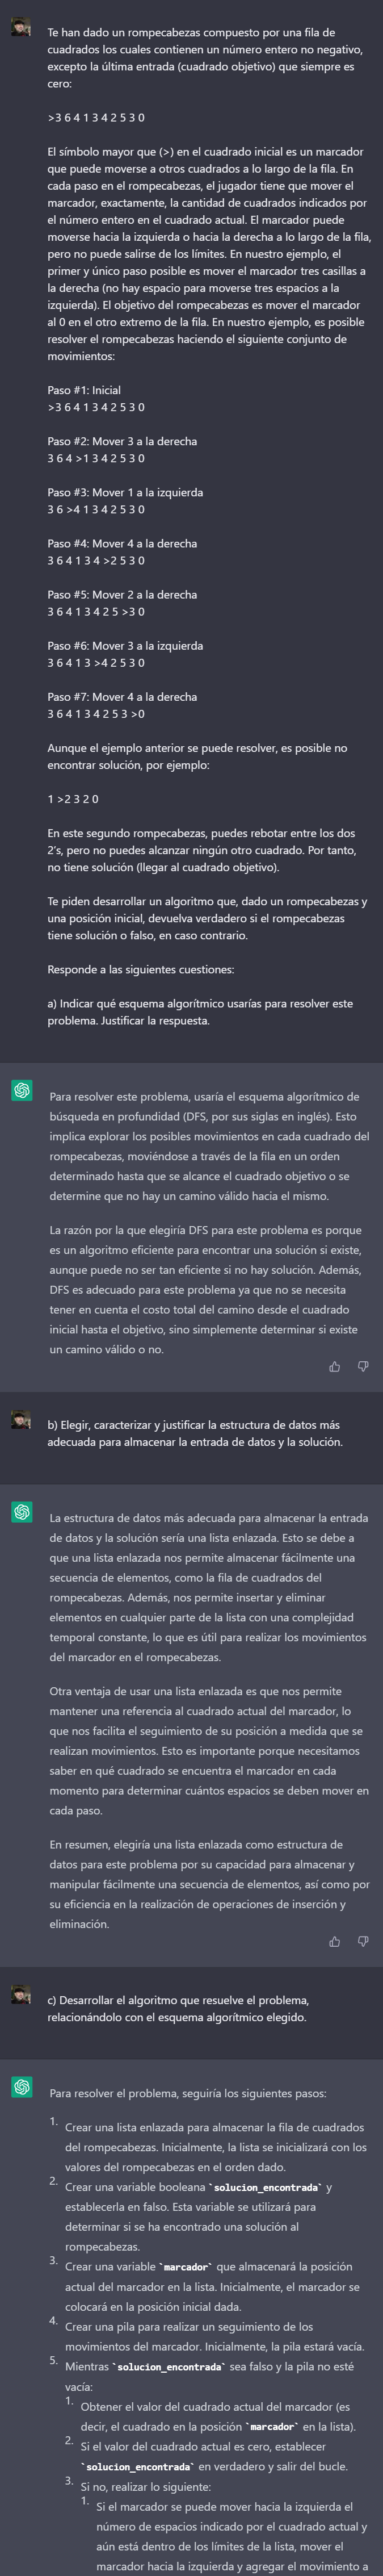 Te han dado un rompecabezas compuesto por una fila de
cuadrados los cuales contienen un número entero no negativo,
excepto la última entrada (cuadrado objetivo) que siempre es
cero:
>3 6 4 1 3 4 2 5 3 0
El símbolo mayor que (>) en el cuadrado inicial es un marcador
que puede moverse a otros cuadrados a lo largo de la fila. En
cada paso en el rompecabezas, el jugador tiene que mover el
marcador, exactamente, la cantidad de cuadrados indicados por
el número entero en el cuadrado actual. El marcador puede
moverse hacia la izquierda o hacia la derecha a lo largo de la fila,
pero no puede salirse de los límites. En nuestro ejemplo, el
primer y único paso posible es mover el marcador tres casillas a
la derecha (no hay espacio para moverse tres espacios a la
izquierda). El objetivo del rompecabezas es mover el marcador
al 0 en el otro extremo de la fila. En nuestro ejemplo, es posible
resolver el rompecabezas haciendo el siguiente conjunto de
movimientos:
Paso #1: Inicial
>3 6 4 1 3 4 2 5 3 0
Paso #2: Mover 3 a la derecha
3 6 4 >1 3 4 2 5 3 0
Paso #3: Mover 1 a la izquierda
3 6 >4 1 3 4 2 5 3 0
Paso #4: Mover 4 a la derecha
3 6 4 1 3 4 >2 5 3 0
Paso #5: Mover 2 a la derecha
3 6 4 1 3 4 2 5 >3 0
Paso #6: Mover 3 a la izquierda
3 6 4 1 3 >4 2 5 3 0
Paso #7: Mover 4 a la derecha
3 6 4 1 3 4 2 5 3 >0
Aunque el ejemplo anterior se puede resolver, es posible no
encontrar solución, por ejemplo:
1 >2 3 2 0
En este segundo rompecabezas, puedes rebotar entre los dos
2's, pero no puedes alcanzar ningún otro cuadrado. Por tanto,
no tiene solución (llegar al cuadrado objetivo).
Te piden desarrollar un algoritmo que, dado un rompecabezas y
una posición inicial, devuelva verdadero si el rompecabezas
tiene solución o falso, en caso contrario.
Responde a las siguientes cuestiones:
a) Indicar qué esquema algorítmico usarías para resolver este
problema. Justificar la respuesta.
Para resolver este problema, usaría el esquema algorítmico de
búsqueda en profundidad (DFS, por sus siglas en inglés). Esto
implica explorar los posibles movimientos en cada cuadrado del
rompecabezas, moviéndose a través de la fila en un orden
determinado hasta que se alcance el cuadrado objetivo o se
determine que no hay un camino válido hacia el mismo.
La razón por la que elegiría DFS para este problema es porque
es un algoritmo eficiente para encontrar una solución si existe,
aunque puede no ser tan eficiente si no hay solución. Además,
DFS es adecuado para este problema ya que no se necesita
tener en cuenta el costo total del camino desde el cuadrado
inicial hasta el objetivo, sino simplemente determinar si existe
un camino válido o no.
b) Elegir, caracterizar y justificar la estructura de datos más
adecuada para almacenar la entrada de datos y la solución.
La estructura de datos más adecuada para almacenar la entrada
de datos y la solución sería una lista enlazada. Esto se debe a
que una lista enlazada nos permite almacenar fácilmente una
secuencia de elementos, como la fila de cuadrados del
rompecabezas. Además, nos permite insertar y eliminar
elementos en cualquier parte de la lista con una complejidad
temporal constante, lo que es útil para realizar los movimientos
del marcador en el rompecabezas.
Otra ventaja de usar una lista enlazada es que nos permite
mantener una referencia al cuadrado actual del marcador, lo
que nos facilita el seguimiento de su posición a medida que se
realizan movimientos. Esto es importante porque necesitamos
saber en qué cuadrado se encuentra el marcador en cada
momento para determinar cuántos espacios se deben mover en
cada paso.
En resumen, elegiría una lista enlazada como estructura de
datos para este problema por su capacidad para almacenar y
manipular fácilmente una secuencia de elementos, así como por
su eficiencia en la realización de operaciones de inserción y
eliminación.
c) Desarrollar el algoritmo que resuelve el problema,
relacionándolo con el esquema algorítmico elegido.
Para resolver el problema, seguiría los siguientes pasos:
1. Crear una lista enlazada para almacenar la fila de cuadrados
del rompecabezas. Inicialmente, la lista se inicializará con los
valores del rompecabezas en el orden dado.
2. Crear una variable booleana `solucion_encontrada` y
establecerla en falso. Esta variable se utilizará para
determinar si se ha encontrado una solución al
rompecabezas.
3. Crear una variable `marcador` que almacenará la posición
actual del marcador en la lista. Inicialmente, el marcador se
colocará en la posición inicial dada.
4. Crear una pila para realizar un seguimiento de los
movimientos del marcador. Inicialmente, la pila estará vacía.
5. Mientras `solucion_encontrada` sea falso y la pila no esté
vacía:
1. Obtener el valor del cuadrado actual del marcador (es
decir, el cuadrado en la posición `marcador` en la lista).
2. Si el valor del cuadrado actual es cero, establecer
`solucion_encontrada` en verdadero y salir del bucle.
3. Si no, realizar lo siguiente:
1. Si el marcador se puede mover hacia la izquierda el
número de espacios indicado por el cuadrado actual y
aún está dentro de los límites de la lista, mover el
marcador hacia la izquierda y agregar el movimiento a